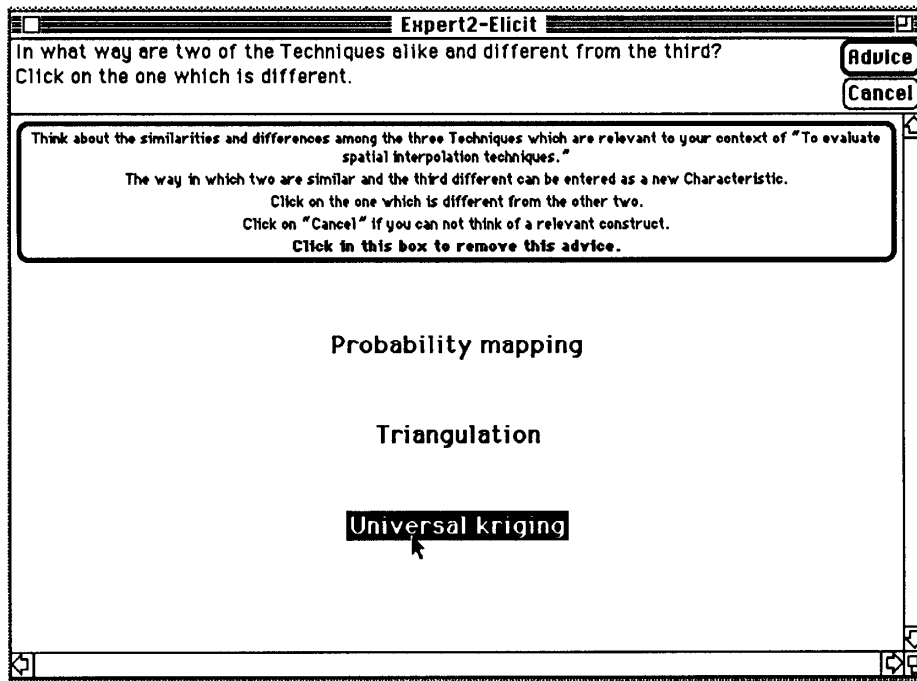 Expert2-Elicit
In what way are two of the Techniques alike and different from the third?
Click on the one which is different.
Advice
Cancel
Think about the similarities and differences among the three Techniques which are relevant to your context of "To evaluate
spatial interpolation techniques."
The way in which two are similar and the third different can be entered as a new Characteristic.
Click on the one which is different from the other two.
Click on "Cancel" if you can not think of a relevant construct.
Click in this box to remove this advice.
Probability mapping
Triangulation
Universal kriging